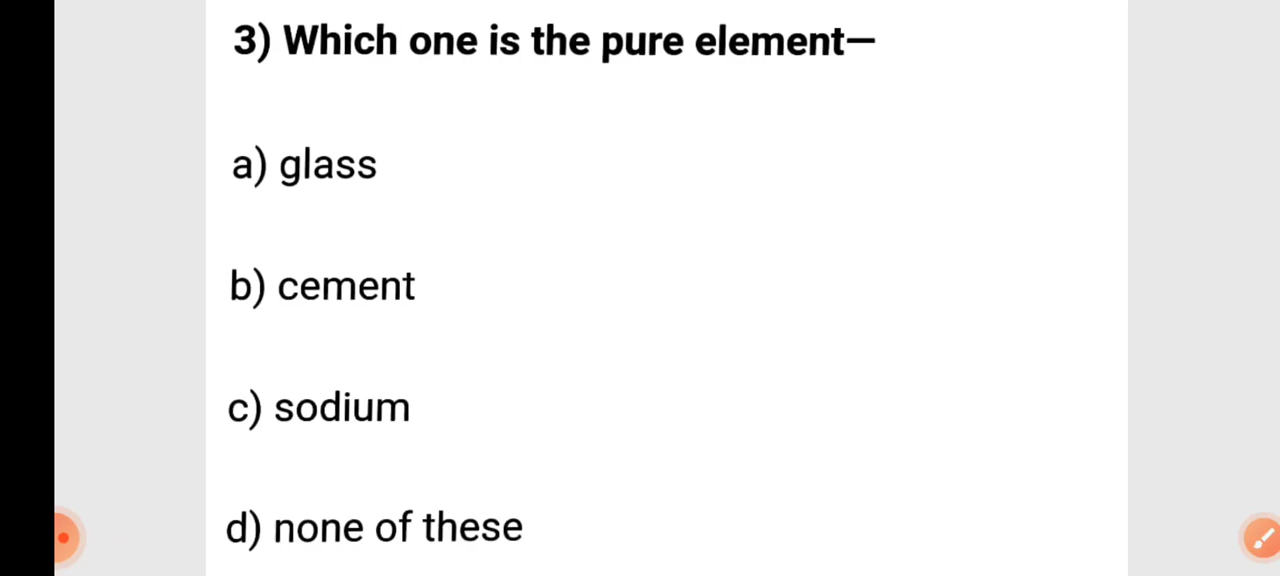 3) Which one is the pure element—
a) glass
b) cement
c) sodium
d) none of these